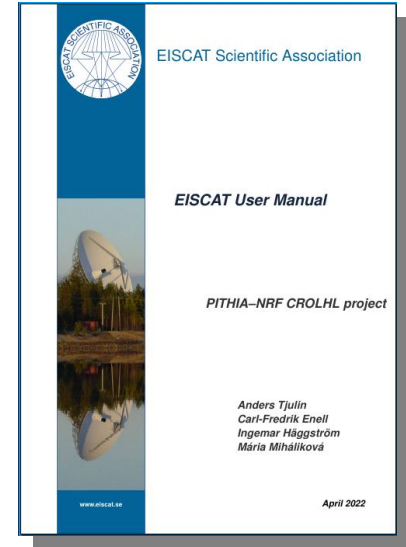 EISCAT SCIENTIFIC ASSOCIATION
EISCAT Scientific Association
EISCAT User Manual
PITHIA–NRF CROLHL project
Anders Tjulin
Carl-Fredrik Enell
Ingemar Häggström
Mária Miháliková
www.eiscat.se
April 2022